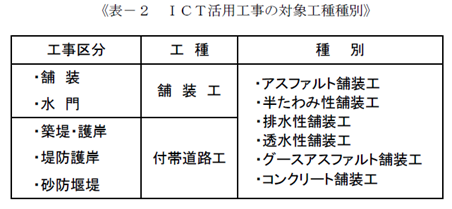 《表－２　ＩＣＴ活用工事の対象工種種別》
工事区分　工　種　種　別
・舗　装
・水　門
舗　装　工
・築堤・護岸
・堤防護岸
・砂防堰堤
付帯道路工
・アスファルト舗装工
・半たわみ性舗装工
・排水性舗装工
・透水性舗装工
・グースアスファルト舗装工
・コンクリート舗装工